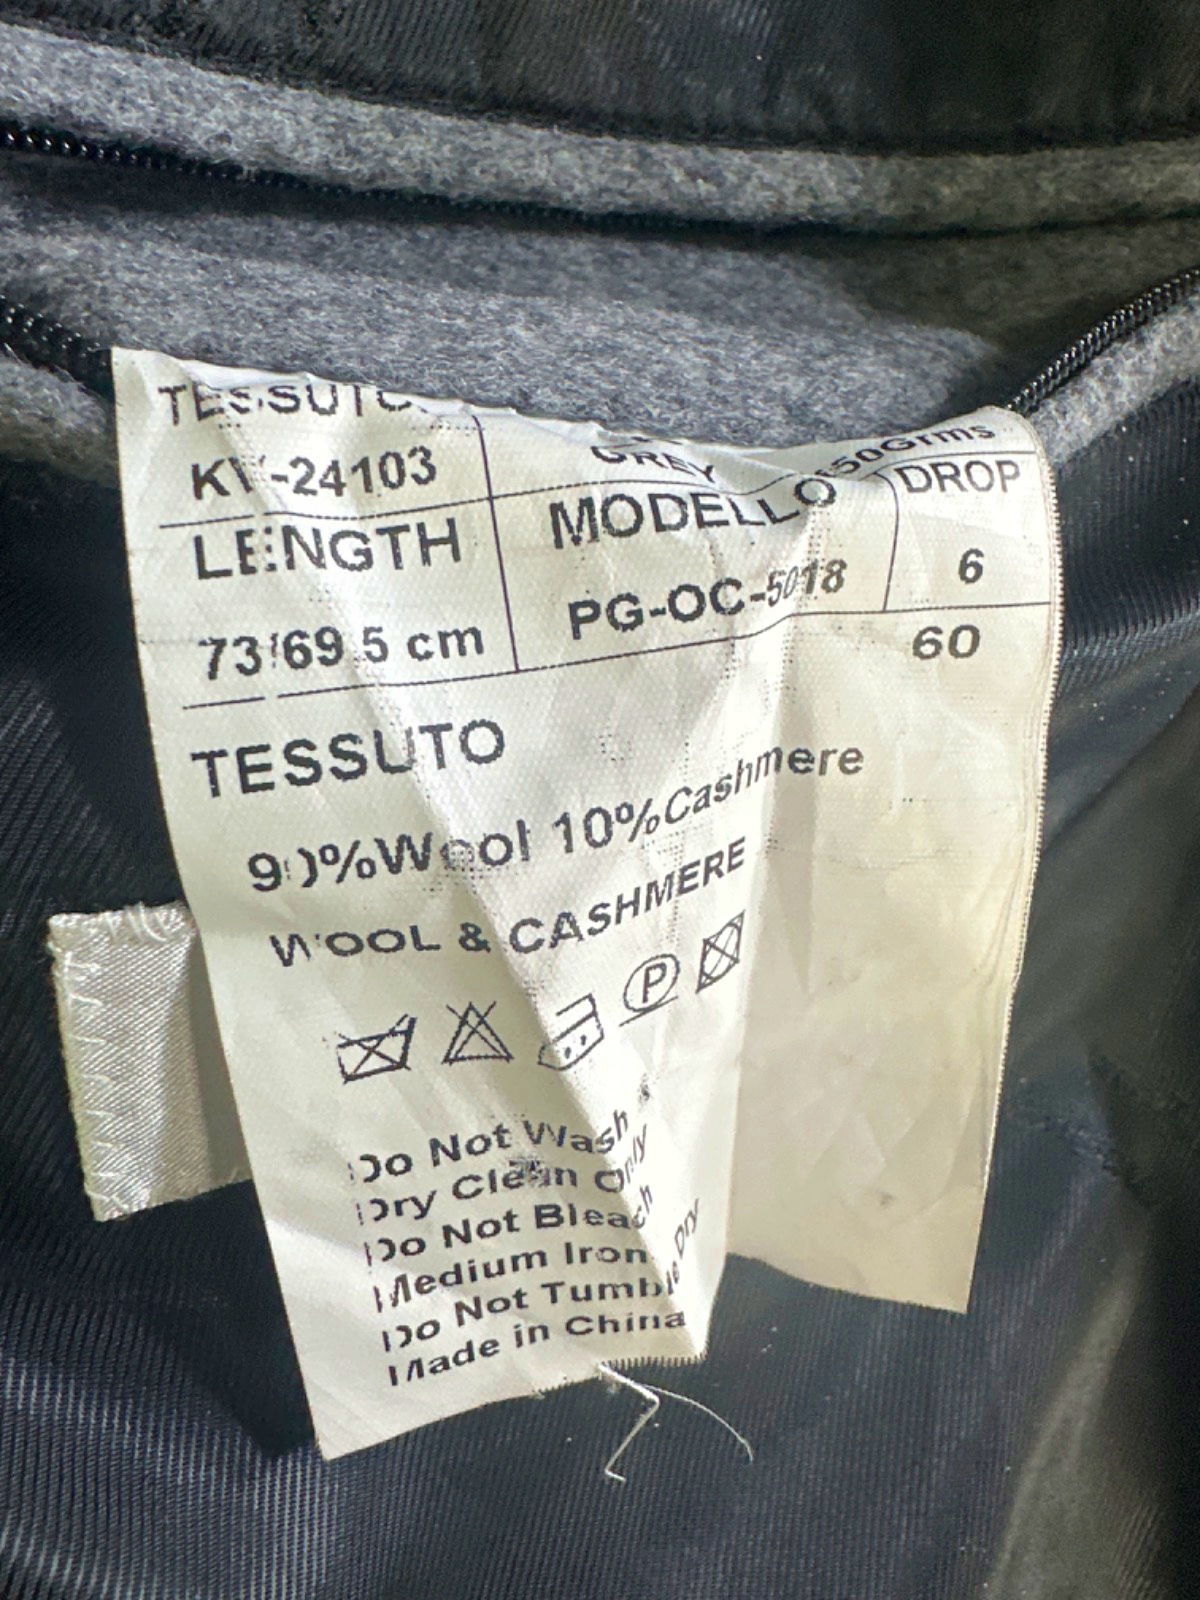 TESSUTO
GREY
KY-24103
LENGTH
MODELLO
DROP
73/69.5 cm
PG-OC-5018
6
60
TESSUTO
90%Wool 10%Cashmere
WOOL & CASHMERE
P
Do Not Wash
Dry Clean Only
Do Not Bleach
Medium Iron
Do Not Tumble Dry
Made in China